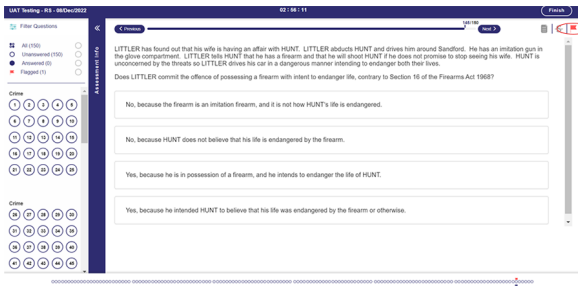 UAT Testing - RS - 08/Dec/2022
02 : 56 : 11
Finish
Filter Questions
All (150)
Unanswered (150)
Answered (0)
Flagged (1)
Assessment Info
Previous
146/150
Next
LITTLER has found out that his wife is having an affair with HUNT. LITTLER abducts HUNT and drives him around Sandford. He has an imitation gun in
the glove compartment. LITTLER tells HUNT that he has a firearm and that he will shoot HUNT if he does not promise to stop seeing his wife. HUNT is
unconcerned by the threats so LITTLER drives his car in a dangerous manner intending to endanger both their lives.
Does LITTLER commit the offence of possessing a firearm with intent to endanger life, contrary to Section 16 of the Firearms Act 1968?
No, because the firearm is an imitation firearm, and it is not how HUNT's life is endangered.
No, because HUNT does not believe that his life is endangered by the firearm.
Yes, because he is in possession of a firearm, and he intends to endanger the life of HUNT.
Yes, because he intended HUNT to believe that his life was endangered by the firearm or otherwise.
Crime
1 2 3 4 5
6 7 8 9 10
11 12 13 14 15
16 17 18 19 20
21 22 23 24 25
Crime
26 27 28 29 30
31 32 33 34 35
36 37 38 39 40
41 42 43 44 45